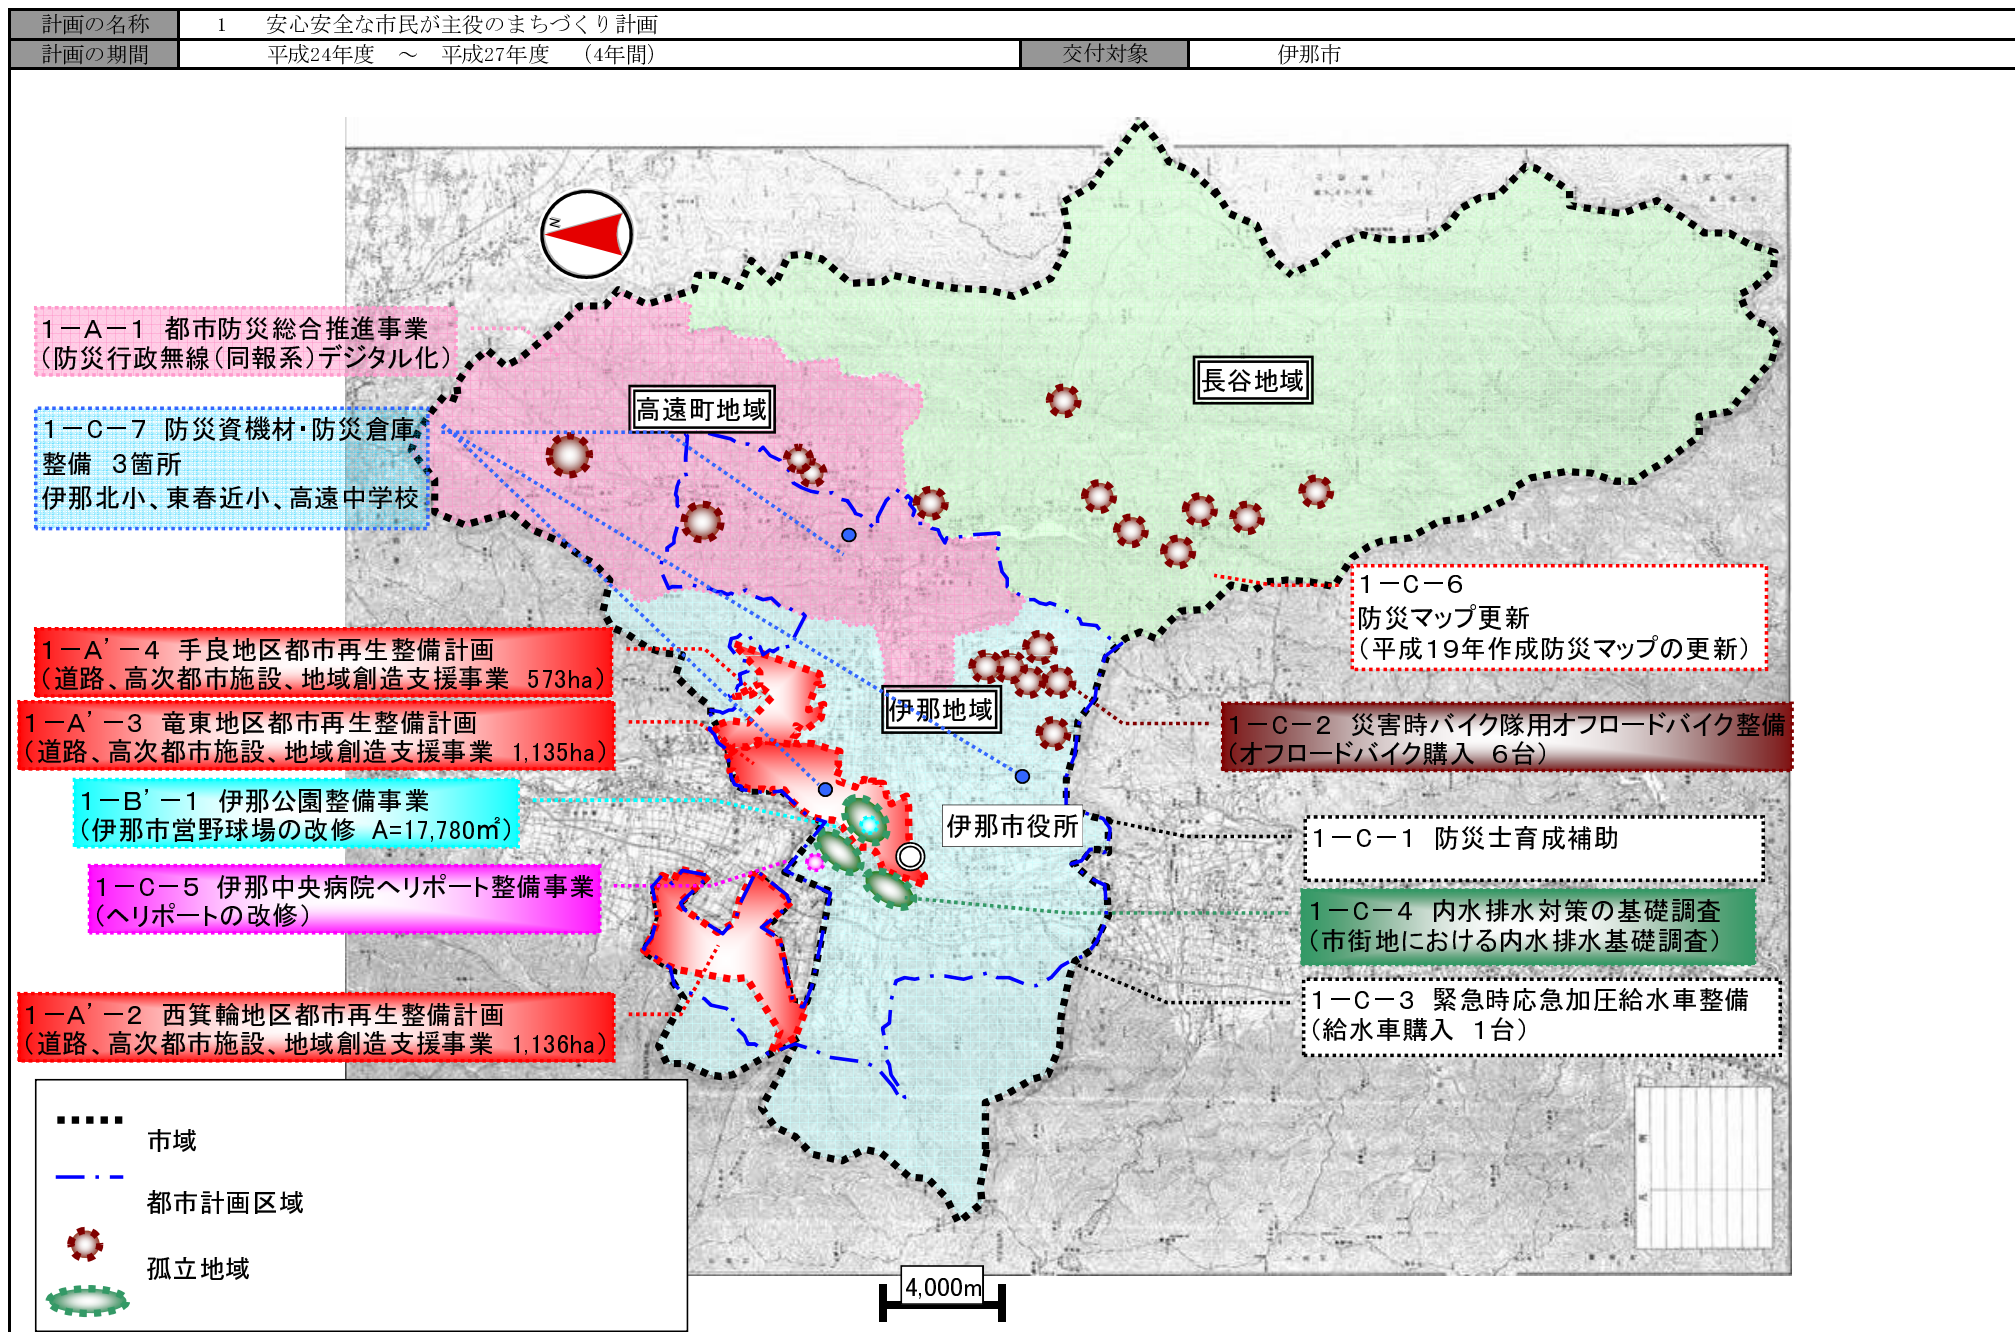 計画の名称 1 安心安全な市民が主役のまちづくり計画
計画の期間 平成24年度 ～ 平成27年度 (4年間) 交付対象 伊那市
N
1－A－1 都市防災総合推進事業
(防災行政無線(同報系)デジタル化)
高遠町地域
長谷地域
1－C－7 防災資機材・防災倉庫
整備 3箇所
伊那北小、東春近小、高遠中学校
1－C－6
防災マップ更新
(平成19年作成防災マップの更新)
1－A’－4 手良地区都市再生整備計画
(道路、高次都市施設、地域創造支援事業 573ha)
伊那地域
1－A’－3 竜東地区都市再生整備計画
(道路、高次都市施設、地域創造支援事業 1,135ha)
1－C－2 災害時バイク隊用オフロードバイク整備
(オフロードバイク購入 6台)
1－B’－1 伊那公園整備事業
(伊那市営野球場の改修 A=17,780㎡)
伊那市役所
1－C－1 防災士育成補助
1－C－5 伊那中央病院ヘリポート整備事業
(ヘリポートの改修)
1－C－4 内水排水対策の基礎調査
(市街地における内水排水基礎調査)
1－A’－2 西箕輪地区都市再生整備計画
(道路、高次都市施設、地域創造支援事業 1,136ha)
1－C－3 緊急時応急加圧給水車整備
(給水車購入 1台)
市域
都市計画区域
孤立地域
4,000m